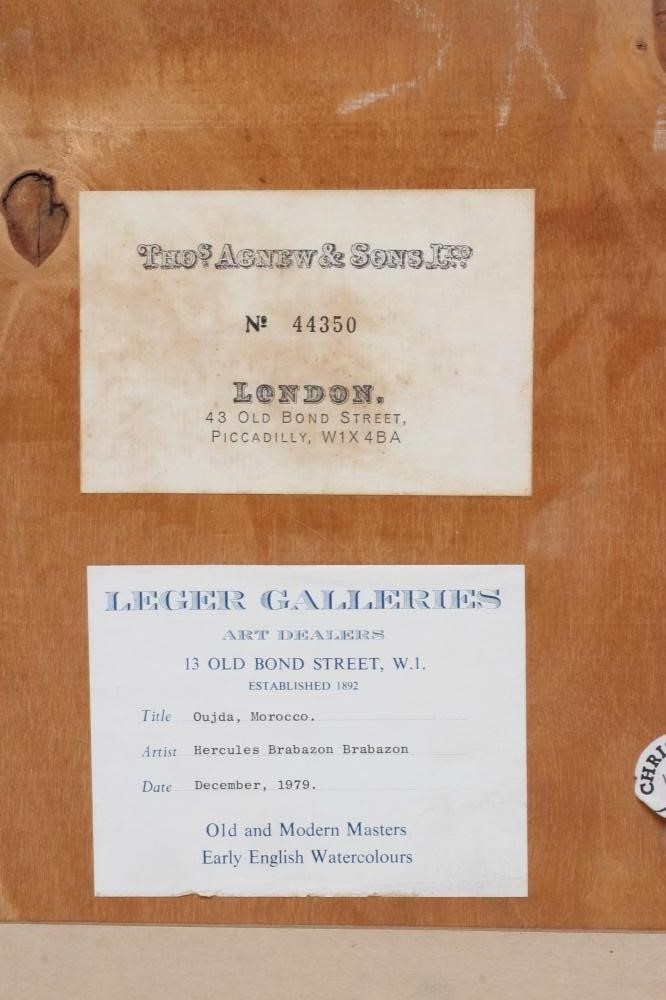 Thos Agnew & Sons Ltd
No 44350
London,
43 Old Bond Street,
Piccadilly, W1X 4BA
LEGER GALLERIES
ART DEALERS
13 OLD BOND STREET, W.1.
ESTABLISHED 1892
Title Oujda, Morocco.
Artist Hercules Brabazon Brabazon
Date December, 1979.
Old and Modern Masters
Early English Watercolours
CHRIS